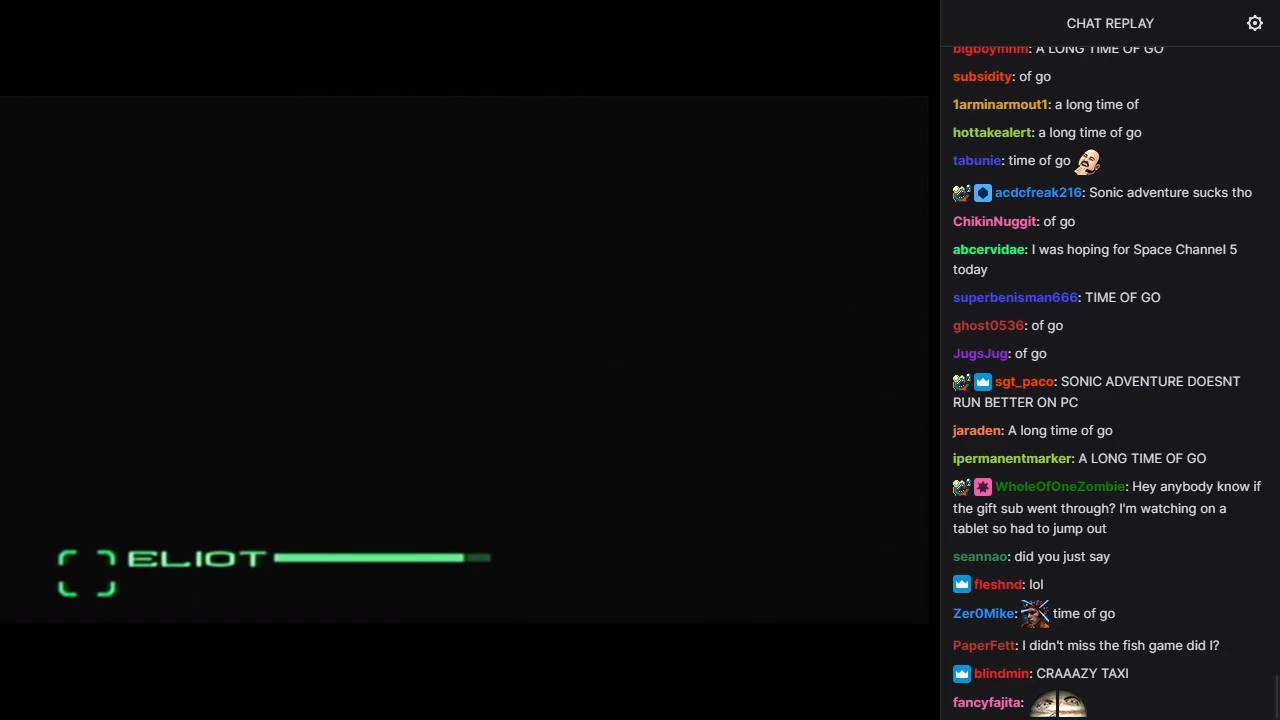 CHAT REPLAY
bigboymnm: A LONG TIME OF GO
subsidity: of go
1arminarmout1: a long time of
hottakealert: a long time of go
tabunie: time of go
acdcfreak216: Sonic adventure sucks tho
ChikinNuggit: of go
abcervidae: I was hoping for Space Channel 5
today
superbenisman666: TIME OF GO
ghost0536: of go
JugsJug: of go
sgt_paco: SONIC ADVENTURE DOESNT
RUN BETTER ON PC
jaraden: A long time of go
ipermanentmarker: A LONG TIME OF GO
WholeOfOneZombie: Hey anybody know if
the gift sub went through? I'm watching on a
tablet so had to jump out
seannao: did you just say
fleshnd: lol
Zer0Mike: time of go
PaperFett: I didn't miss the fish game did I?
blindmin: CRAAAZY TAXI
fancyfajita:
ELIOT